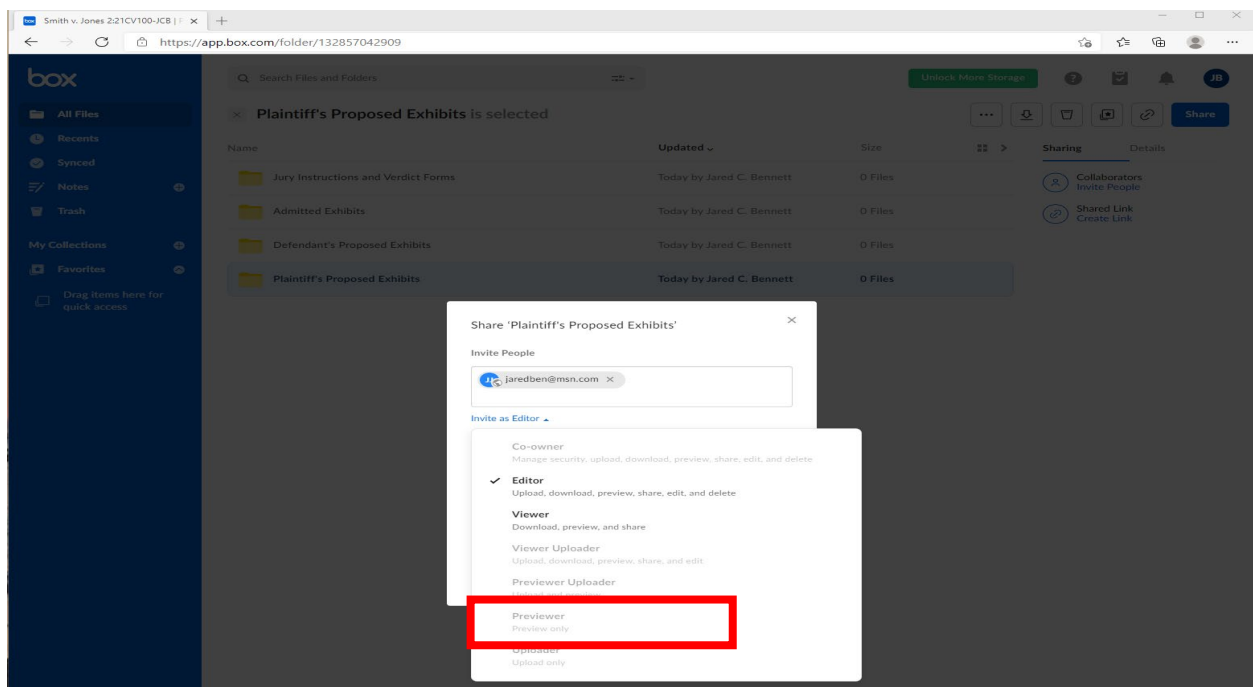 box Smith v. Jones 2:21CV100-JCB |
https://app.box.com/folder/132857042909
box
Search Files and Folders
Unlock More Storage
JB
All Files
Plaintiff's Proposed Exhibits is selected
Share
Recents
Name Updated Size
Sharing Details
Synced
Jury Instructions and Verdict Forms Today by Jared C. Bennett 0 Files
Collaborators
Invite People
Notes
Trash
Admitted Exhibits Today by Jared C. Bennett 0 Files
Shared Link
Create Link
My Collections
Defendant's Proposed Exhibits Today by Jared C. Bennett 0 Files
Favorites
Plaintiff's Proposed Exhibits Today by Jared C. Bennett 0 Files
Drag items here for
quick access
Share 'Plaintiff's Proposed Exhibits'
Invite People
jaredben@msn.com
Invite as Editor
Co-owner
Manage security, upload, download, preview, share, edit, and delete
Editor
Upload, download, preview, share, edit, and delete
Viewer
Download, preview, and share
Viewer Uploader
Upload, download, preview, share, and edit
Previewer Uploader
Upload and preview
Previewer
Preview only
Uploader
Upload only